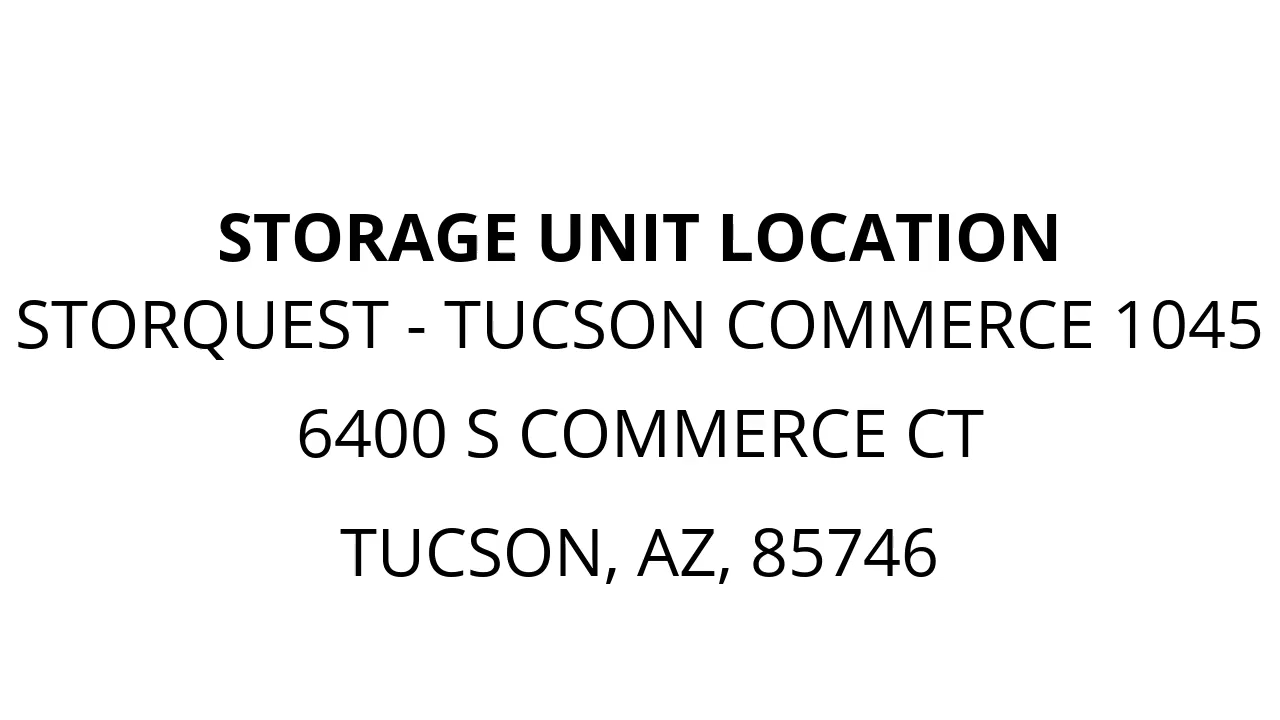 STORAGE UNIT LOCATION
STORQUEST - TUCSON COMMERCE 1045
6400 S COMMERCE CT
TUCSON, AZ, 85746